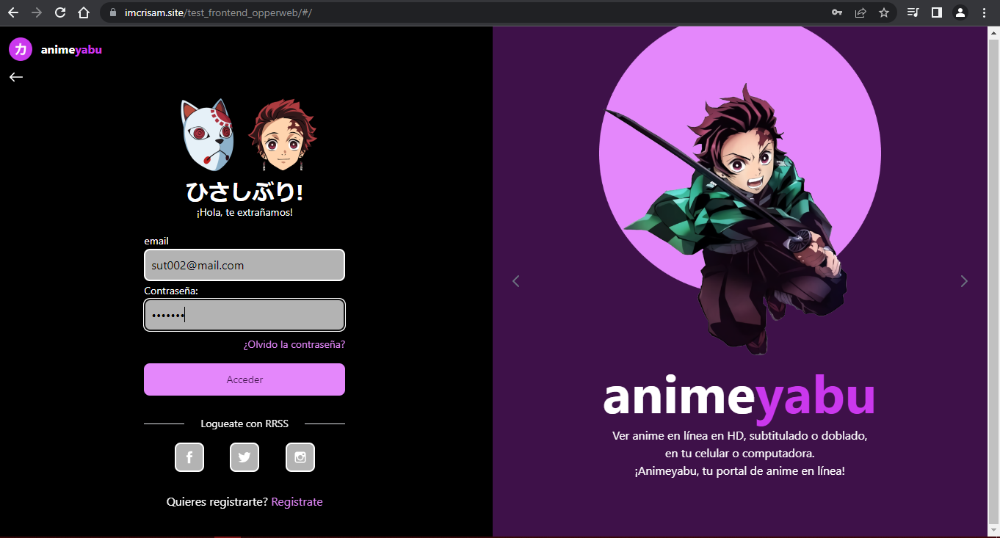 imcrisam.site/test_frontend_opperweb/#/
カ animeyabu
ひさしぶり!
¡Hola, te extrañamos!
email
sut002@mail.com
Contraseña:
•••••••
¿Olvido la contraseña?
Acceder
Logueate con RRSS
Quieres registrarte? Registrate
animeyabu
Ver anime en línea en HD, subtitulado o doblado,
en tu celular o computadora.
¡Animeyabu, tu portal de anime en línea!